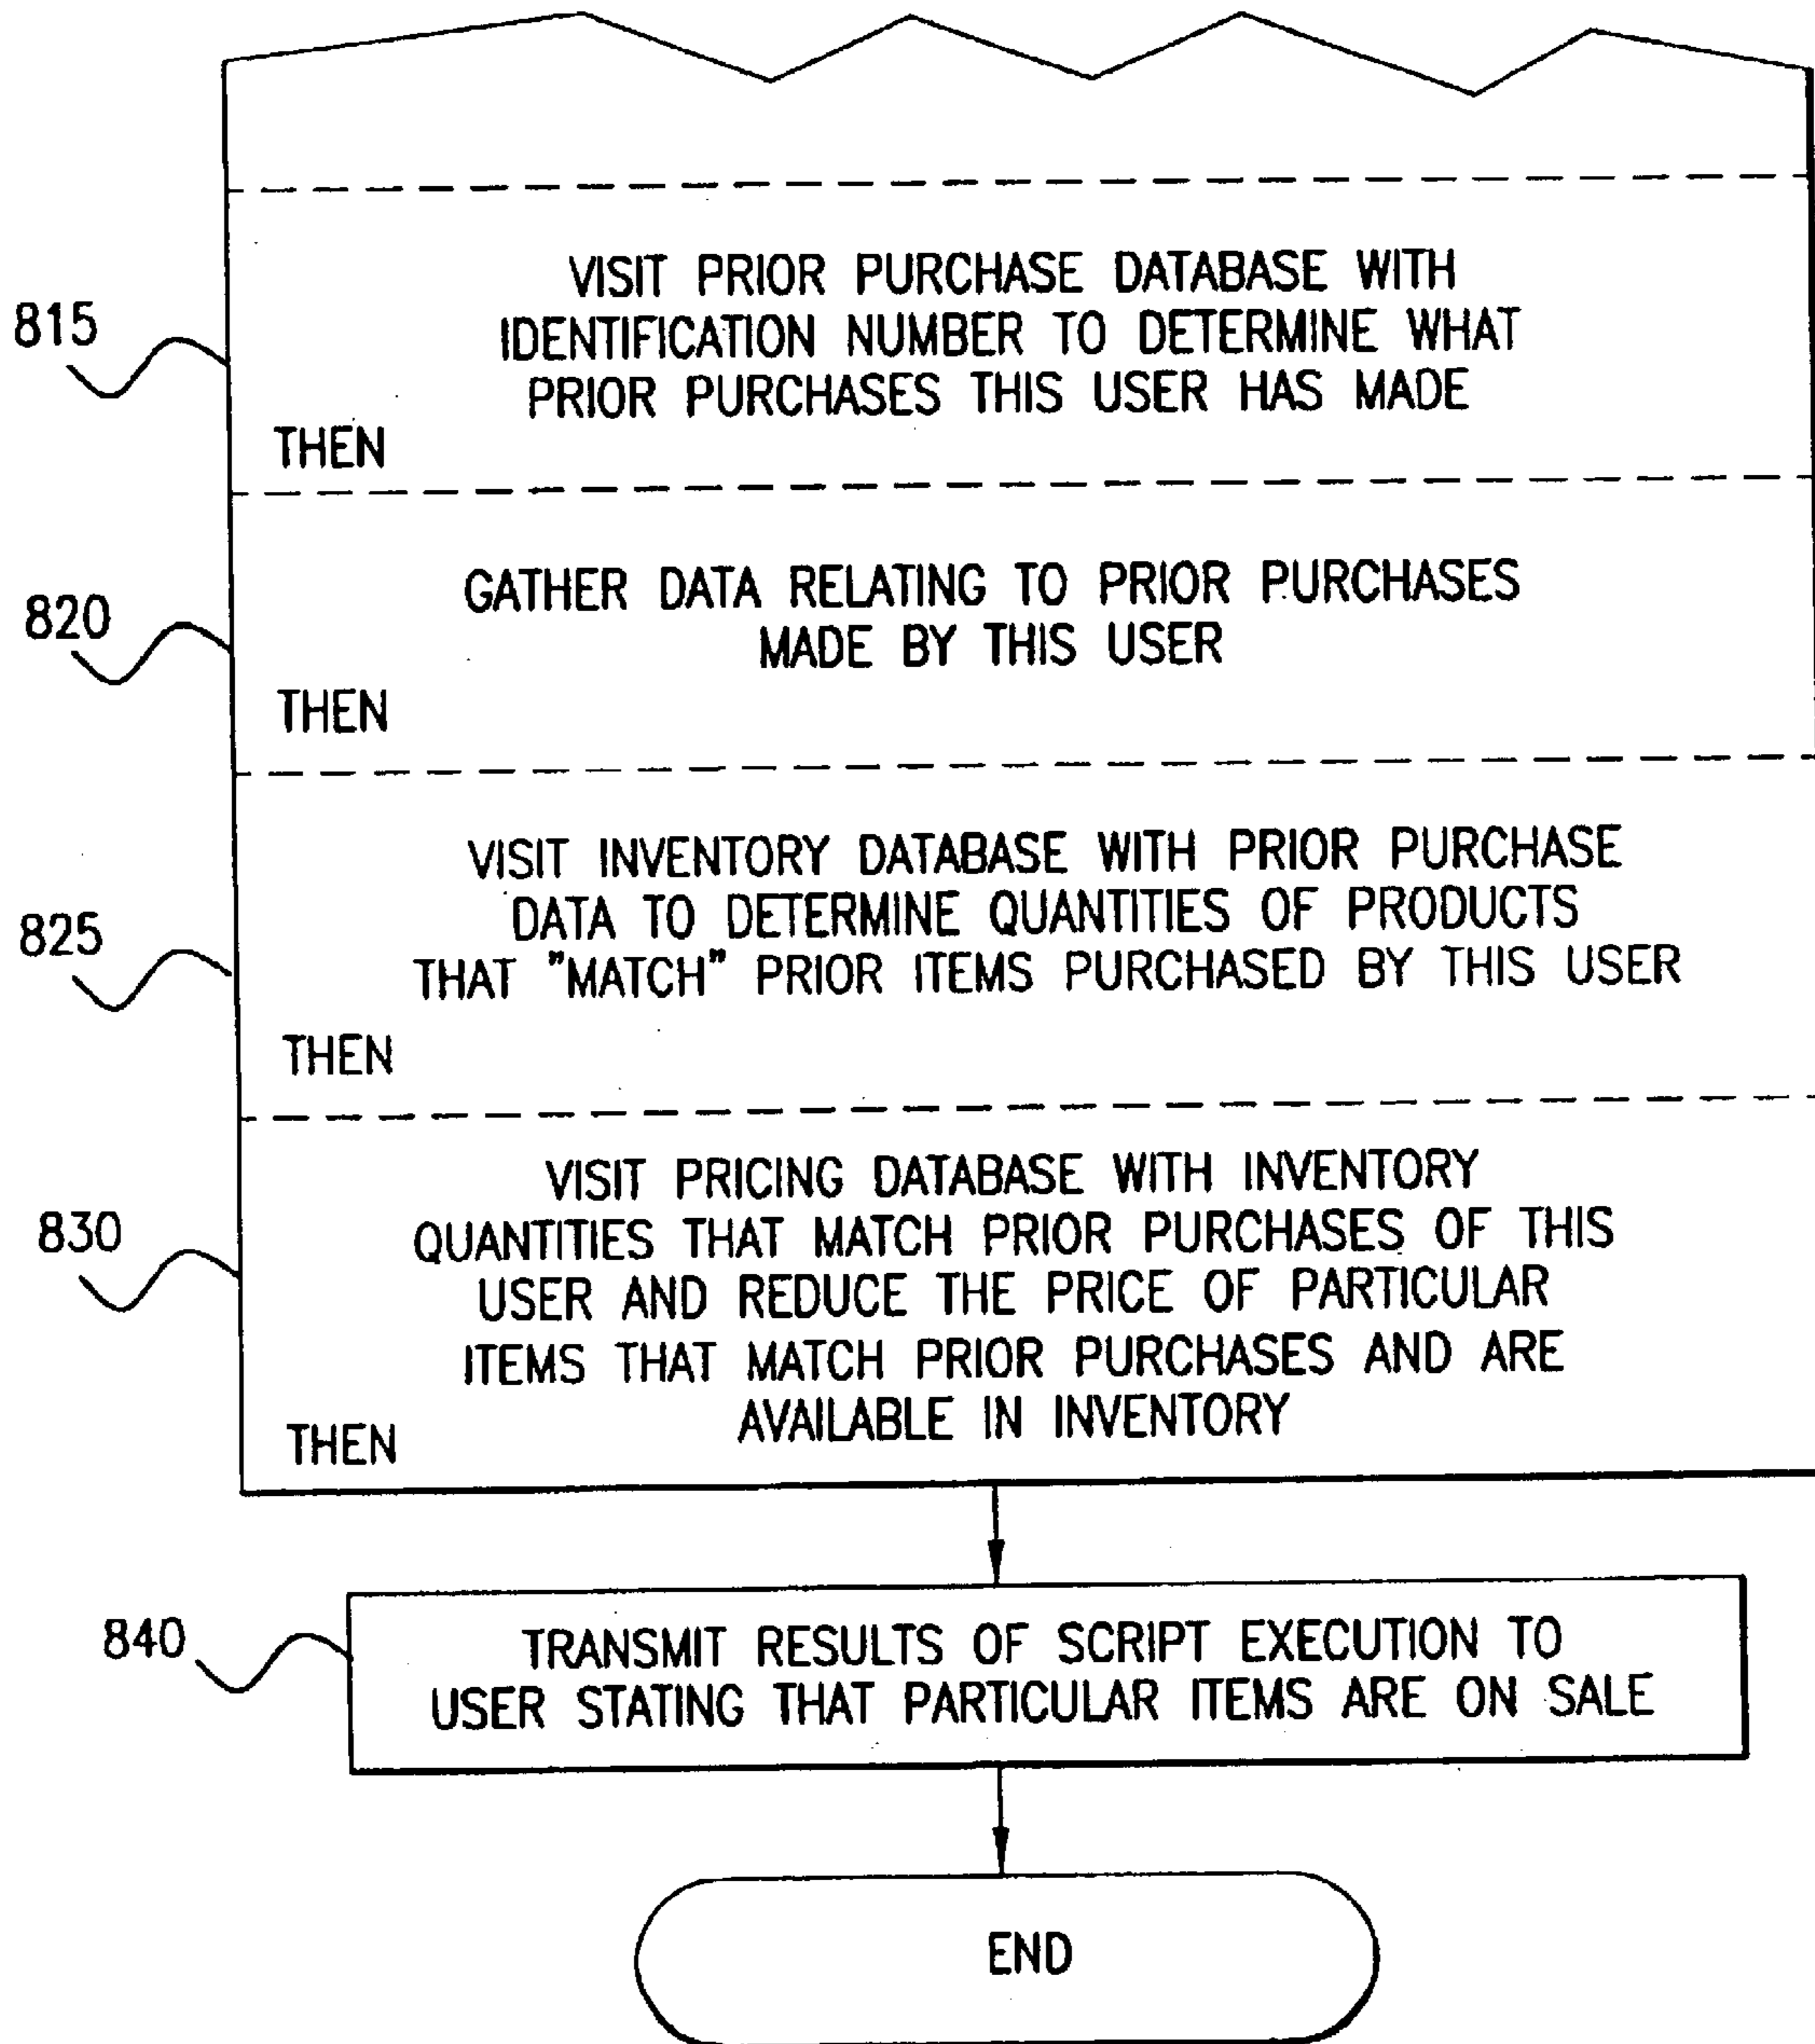 VISIT PRIOR PURCHASE DATABASE WITH
IDENTIFICATION NUMBER TO DETERMINE WHAT
PRIOR PURCHASES THIS USER HAS MADE
815
THEN
GATHER DATA RELATING TO PRIOR PURCHASES
MADE BY THIS USER
820
THEN
VISIT INVENTORY DATABASE WITH PRIOR PURCHASE
DATA TO DETERMINE QUANTITIES OF PRODUCTS
THAT "MATCH" PRIOR ITEMS PURCHASED BY THIS USER
825
THEN
VISIT PRICING DATABASE WITH INVENTORY
QUANTITIES THAT MATCH PRIOR PURCHASES OF THIS
USER AND REDUCE THE PRICE OF PARTICULAR
ITEMS THAT MATCH PRIOR PURCHASES AND ARE
AVAILABLE IN INVENTORY
830
THEN
840
TRANSMIT RESULTS OF SCRIPT EXECUTION TO
USER STATING THAT PARTICULAR ITEMS ARE ON SALE
END